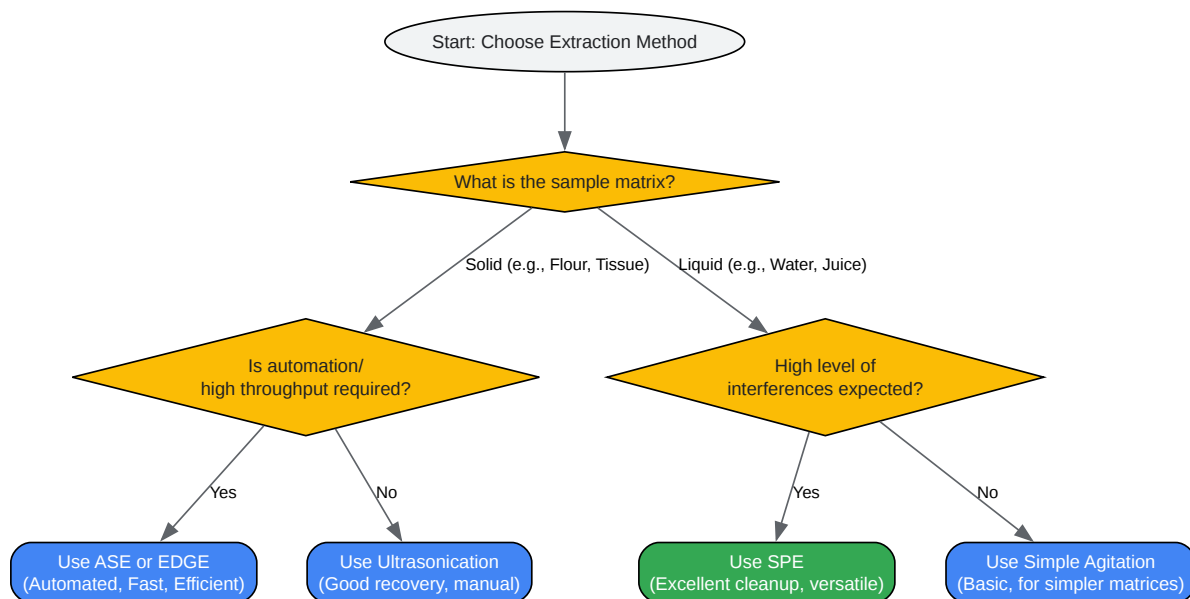 Start: Choose Extraction Method
What is the sample matrix?
Solid (e.g., Flour, Tissue)
Liquid (e.g., Water, Juice)
Is automation/
high throughput required?
High level of
interferences expected?
Yes
No
Yes
No
Use ASE or EDGE
(Automated, Fast, Efficient)
Use Ultrasonication
(Good recovery, manual)
Use SPE
(Excellent cleanup, versatile)
Use Simple Agitation
(Basic, for simpler matrices)